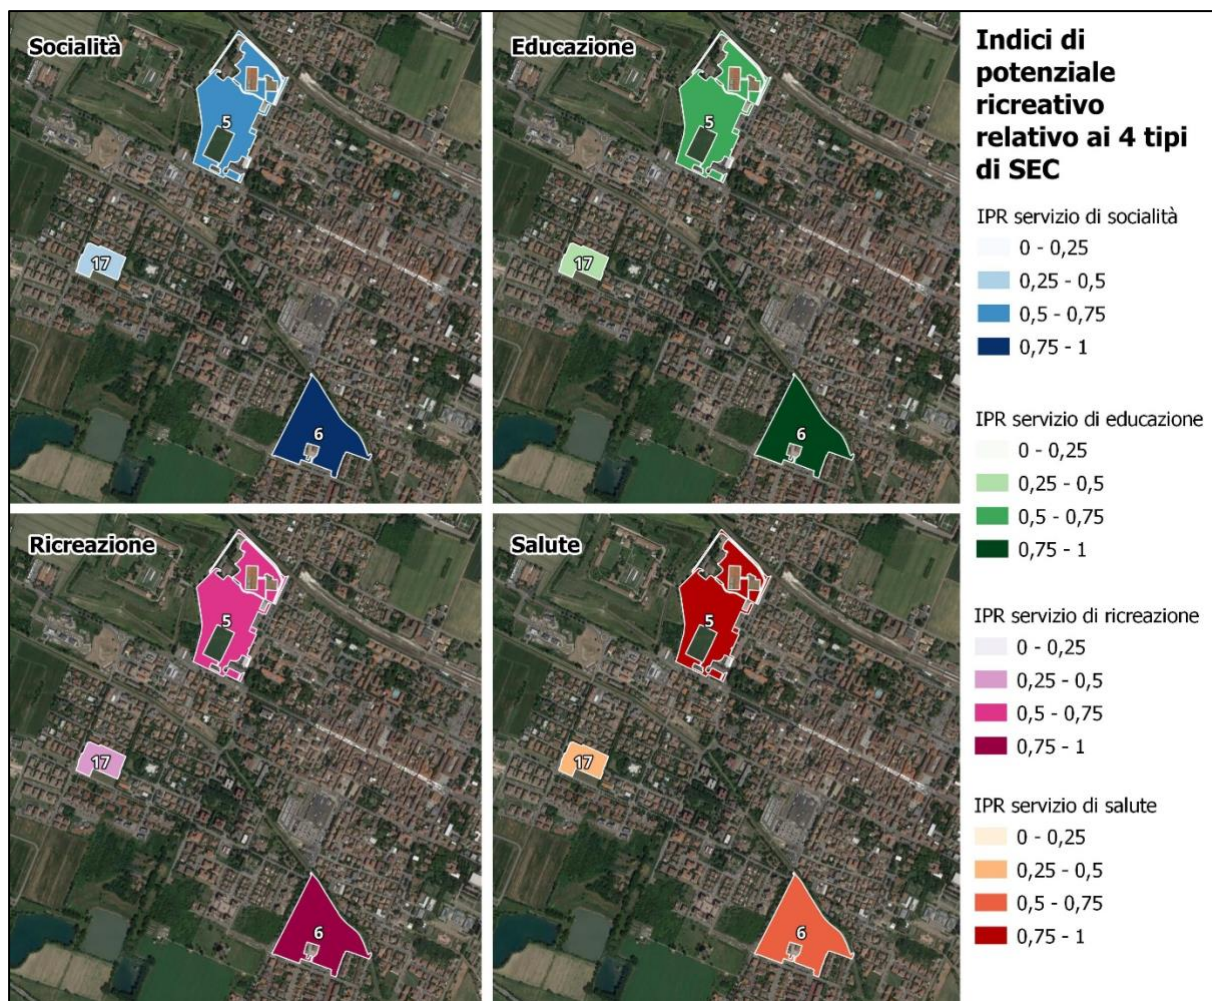 Socialità
5
17
6
Educazione
5
17
6
Ricreazione
5
17
6
Salute
5
17
6
Indici di
potenziale
ricreativo
relativo ai 4 tipi
di SEC
IPR servizio di socialità
0 - 0,25
0,25 - 0,5
0,5 - 0,75
0,75 - 1
IPR servizio di educazione
0 - 0,25
0,25 - 0,5
0,5 - 0,75
0,75 - 1
IPR servizio di ricreazione
0 - 0,25
0,25 - 0,5
0,5 - 0,75
0,75 - 1
IPR servizio di salute
0 - 0,25
0,25 - 0,5
0,5 - 0,75
0,75 - 1